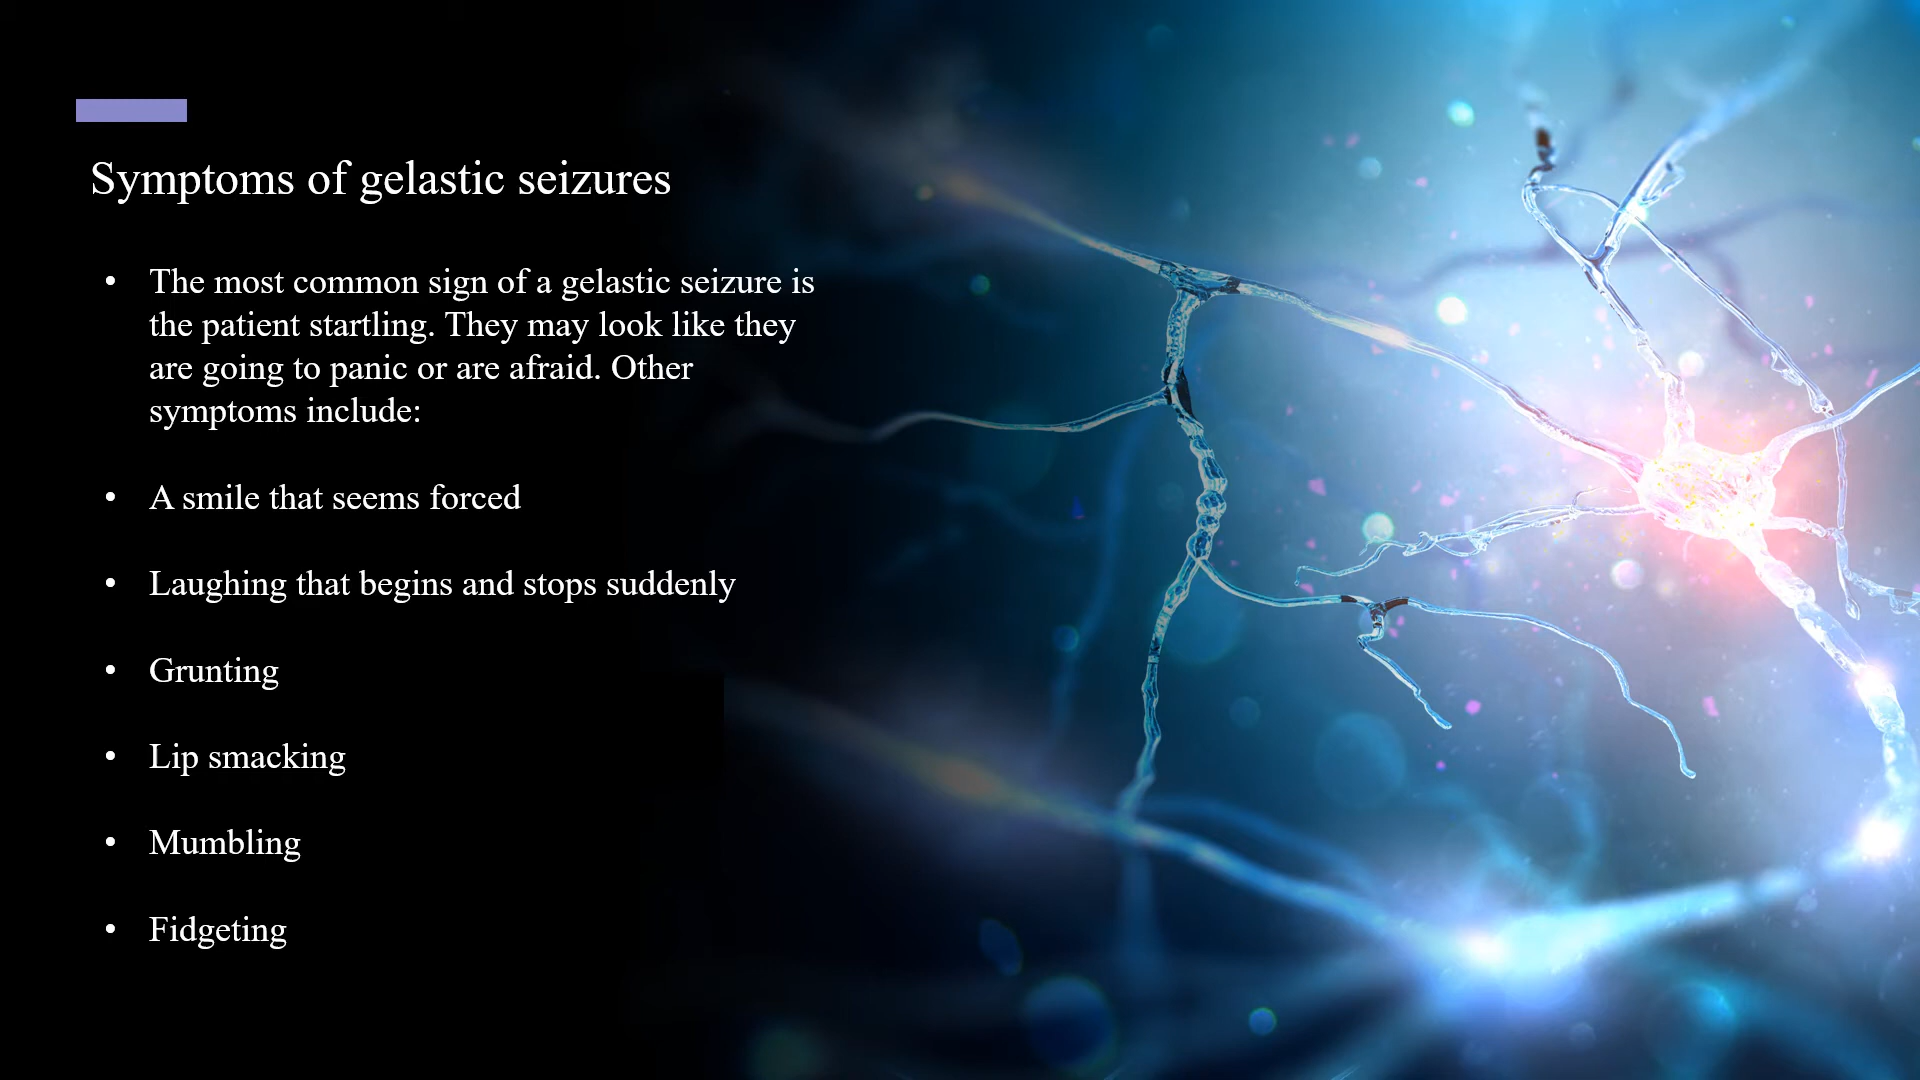 Symptoms of gelastic seizures
• The most common sign of a gelastic seizure is
the patient startling. They may look like they
are going to panic or are afraid. Other
symptoms include:
• A smile that seems forced
• Laughing that begins and stops suddenly
• Grunting
• Lip smacking
• Mumbling
• Fidgeting